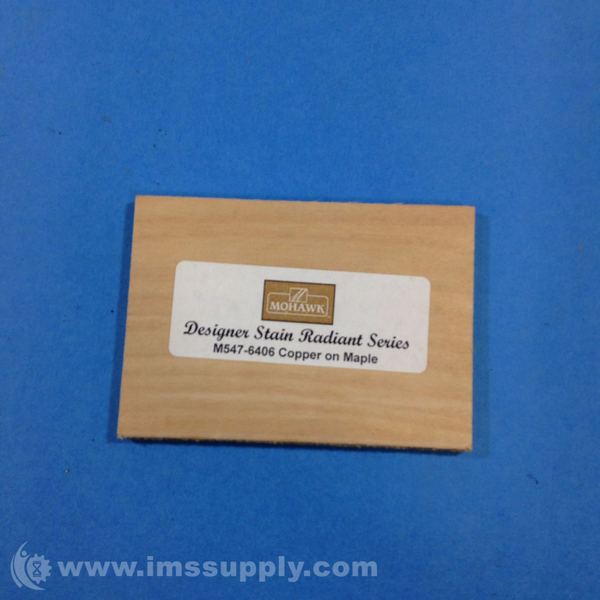 MOHAWK
Designer Stain Radiant Series
M547-6406 Copper on Maple
www.imssupply.com